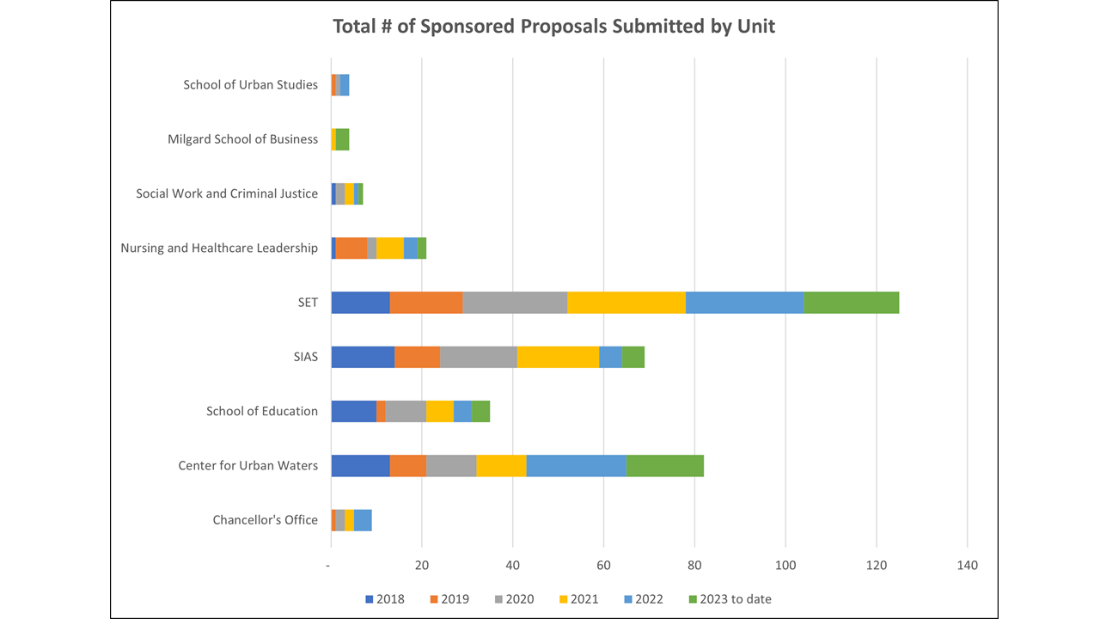 Total # of Sponsored Proposals Submitted by Unit
School of Urban Studies
Milgard School of Business
Social Work and Criminal Justice
Nursing and Healthcare Leadership
SET
SIAS
School of Education
Center for Urban Waters
Chancellor's Office
- 20 40 60 80 100 120 140
2018 2019 2020 2021 2022 2023 to date